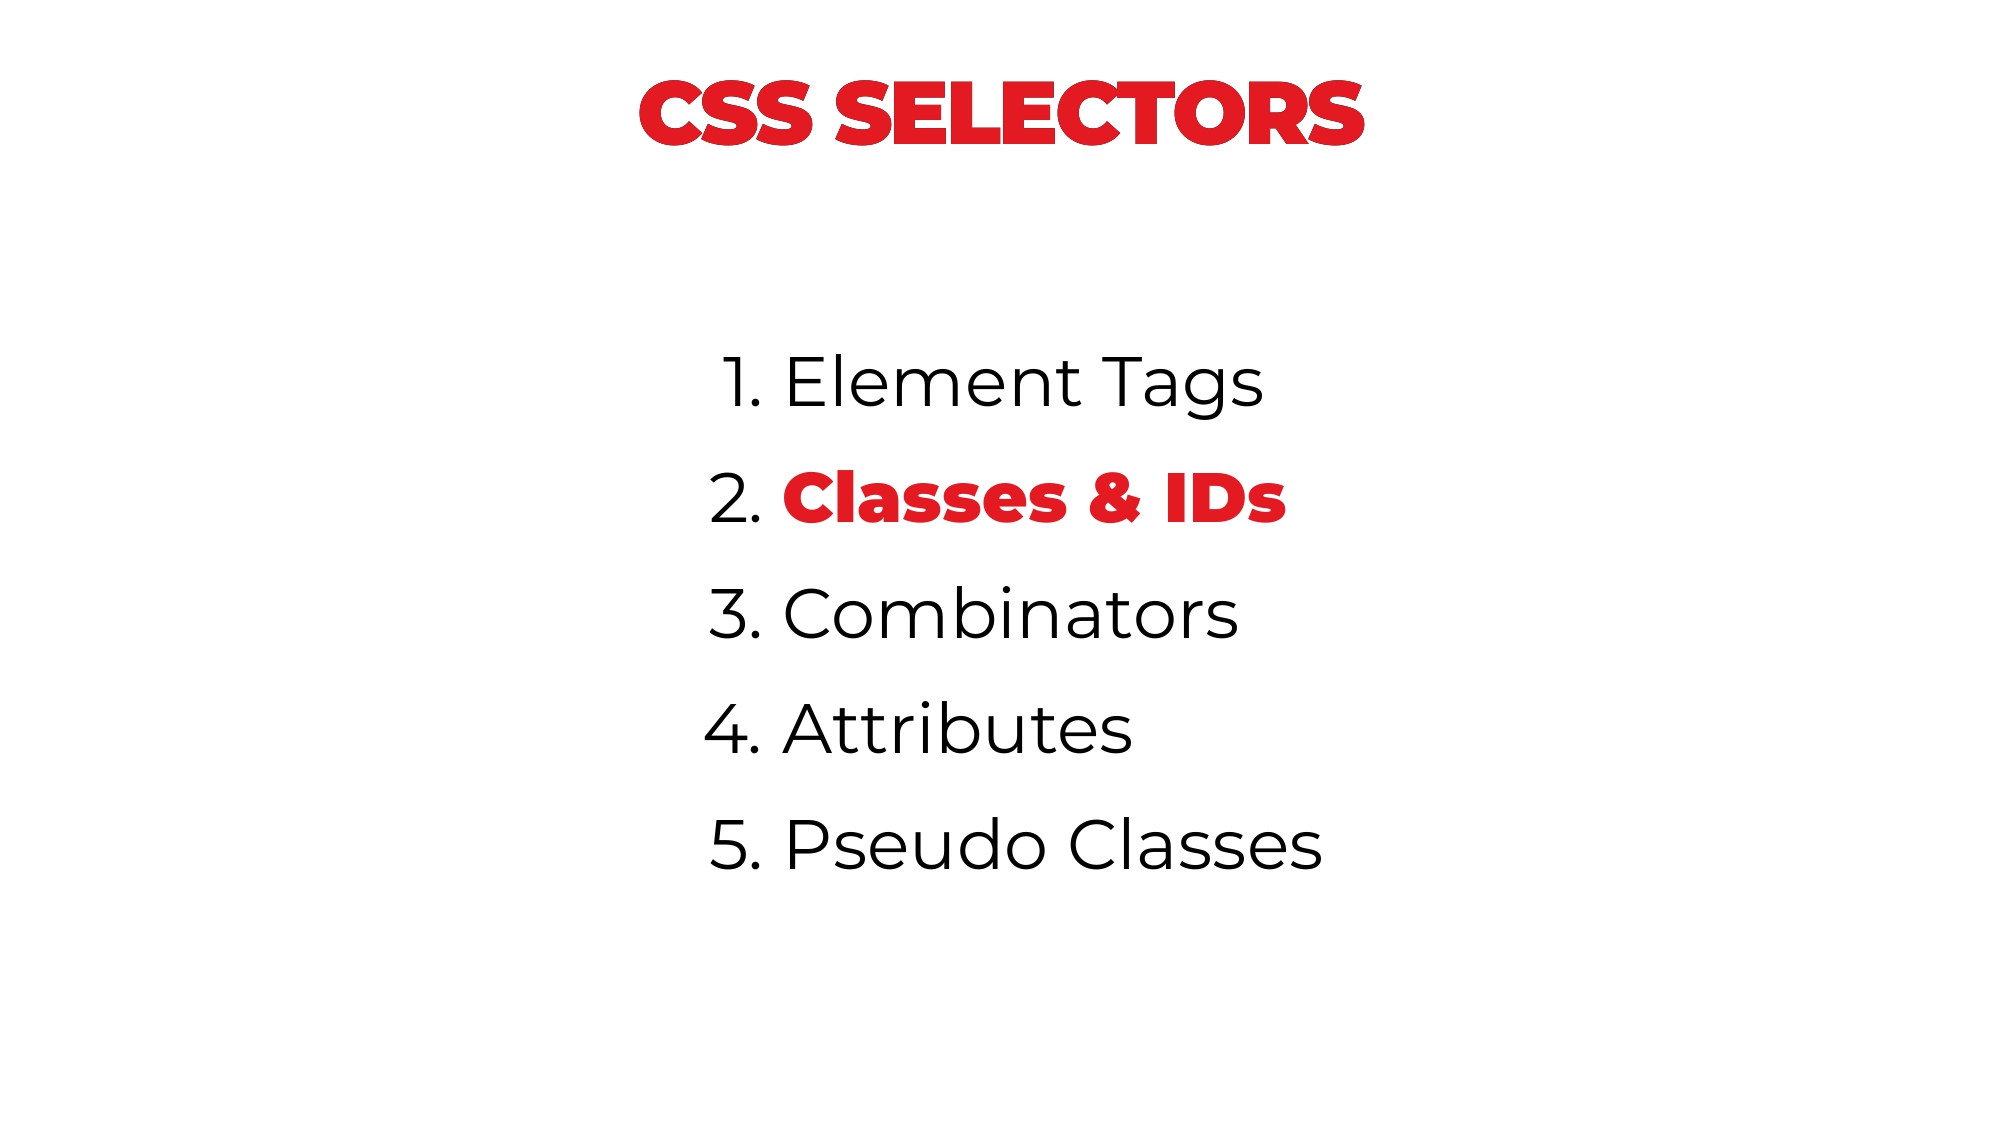 CSS SELECTORS
1. Element Tags
2. Classes & IDs
3. Combinators
4. Attributes
5. Pseudo Classes